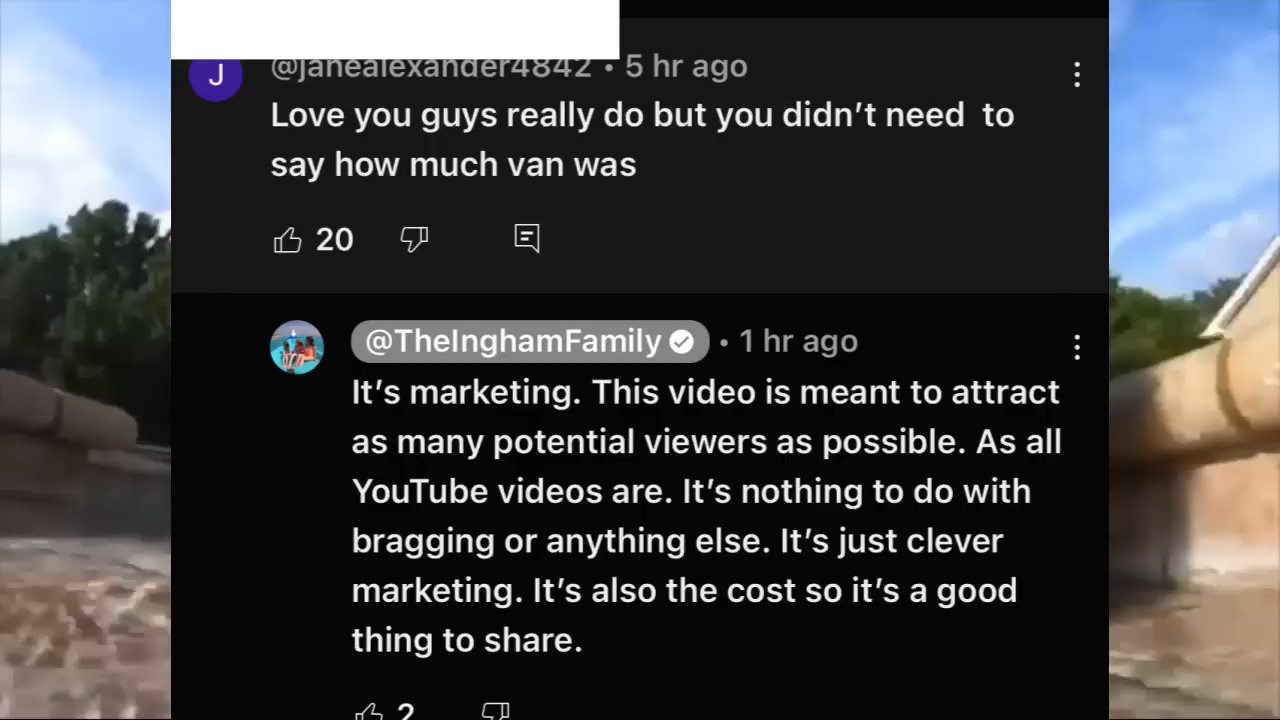 J
@janealexander4842 • 5 hr ago
Love you guys really do but you didn't need to
say how much van was
20
@TheInghamFamily • 1 hr ago
It's marketing. This video is meant to attract
as many potential viewers as possible. As all
YouTube videos are. It's nothing to do with
bragging or anything else. It's just clever
marketing. It's also the cost so it's a good
thing to share.
2